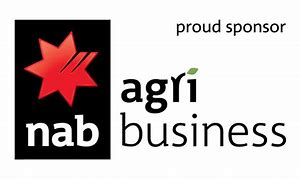 proud sponsor
nab
agri
business